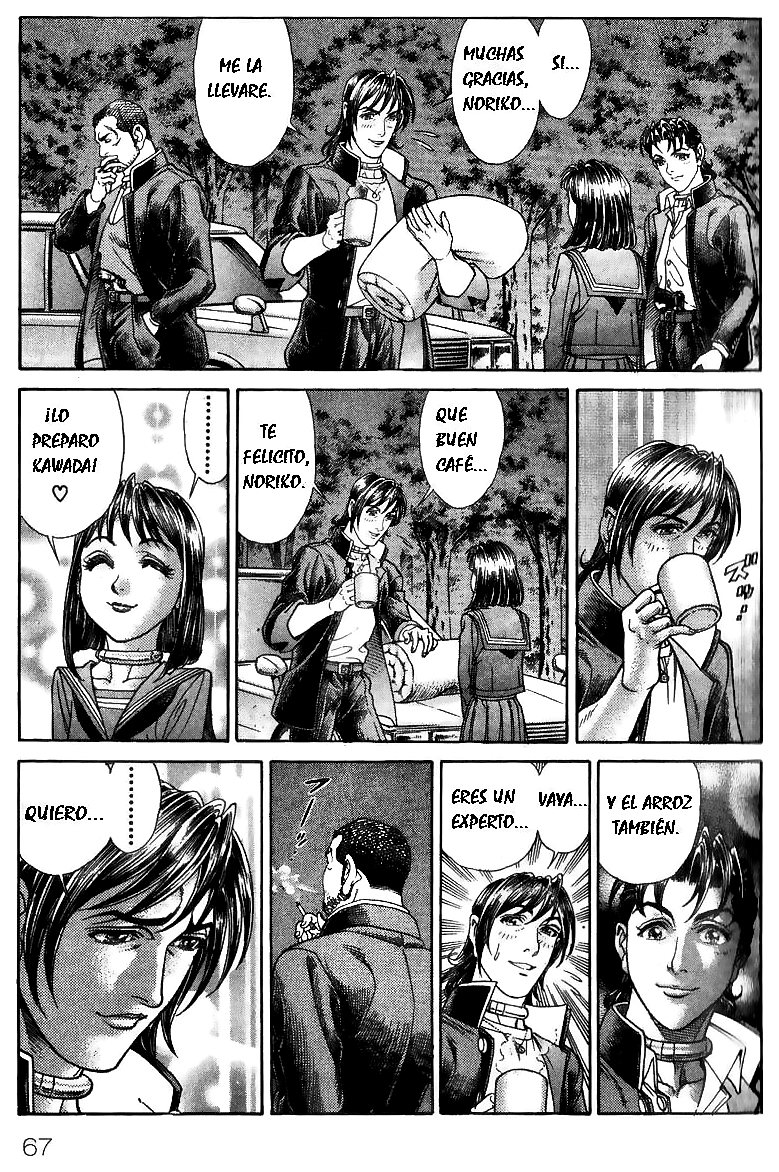 SI...
MUCHAS
GRACIAS,
NORIKO...
ME LA
LLEVARE.
QUE
BUEN
CAFÉ...
TE
FELICITO,
NORIKO.
........
¡LO
PREPARO
KAWADA!
♡
Y EL ARROZ
TAMBIÉN.
VAYA...
ERES UN
EXPERTO...
........
QUIERO...
67